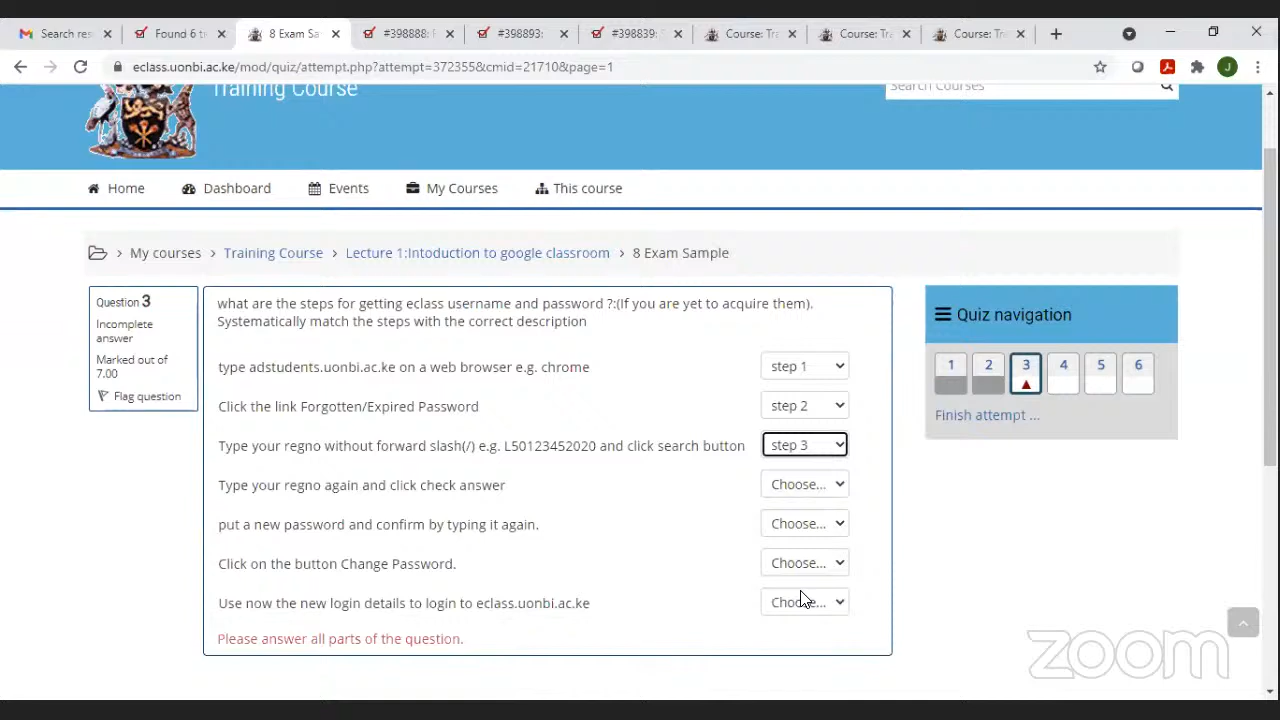 Search res
Found 6 ti
8 Exam Sa
#398888:
#398893:
#398839:
Course: Tra
Course: Tra
Course: Tra
eclass.uonbi.ac.ke/mod/quiz/attempt.php?attempt=372355&cmid=21710&page=1
J
Training Course
Search Courses
Home
Dashboard
Events
My Courses
This course
My courses > Training Course > Lecture 1:Intoduction to google classroom > 8 Exam Sample
Question 3
Incomplete
answer
Marked out of
7.00
Flag question
what are the steps for getting eclass username and password ?:(If you are yet to acquire them).
Systematically match the steps with the correct description
type adstudents.uonbi.ac.ke on a web browser e.g. chrome step 1
Click the link Forgotten/Expired Password step 2
Type your regno without forward slash(/) e.g. L50123452020 and click search button step 3
Type your regno again and click check answer Choose...
put a new password and confirm by typing it again. Choose...
Click on the button Change Password. Choose...
Use now the new login details to login to eclass.uonbi.ac.ke Choose...
Please answer all parts of the question.
Quiz navigation
1 2 3 4 5 6
Finish attempt ...
zoom